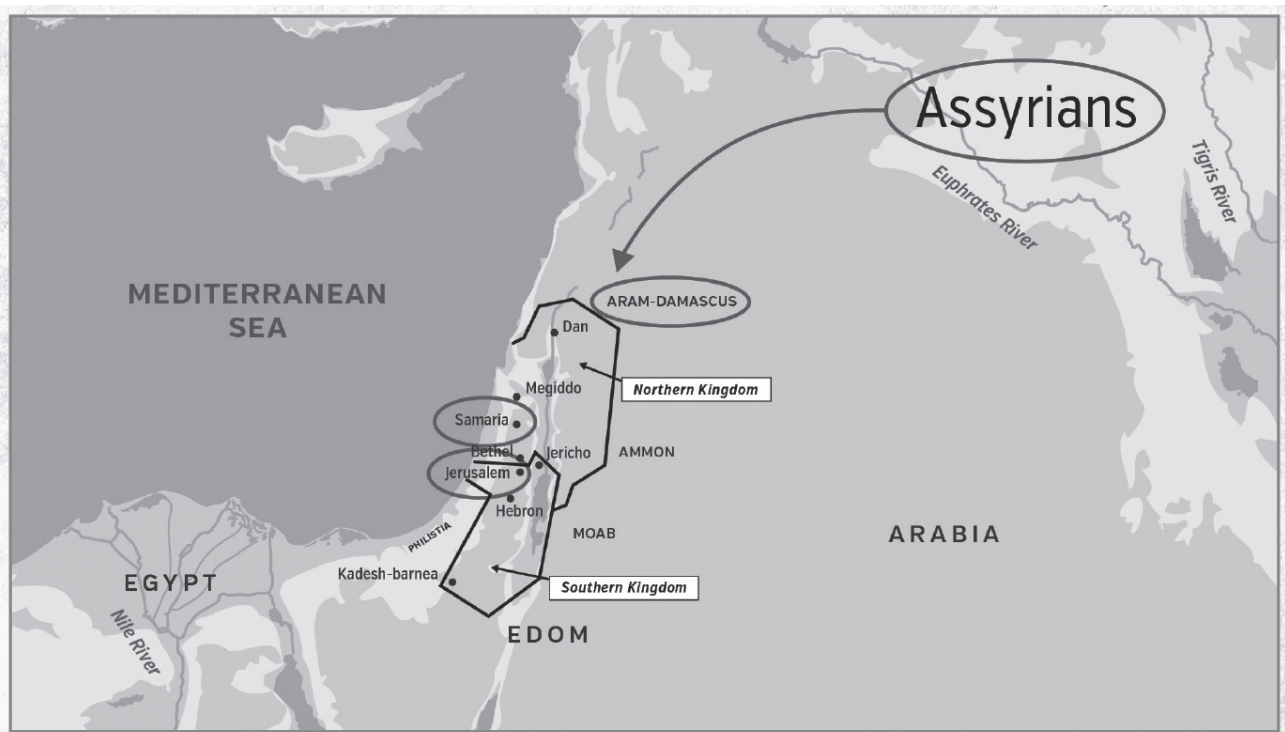 Assyrians
Tigris River
Euphrates River
MEDITERRANEAN
SEA
ARAM-DAMASCUS
Dan
Northern Kingdom
Megiddo
Samaria
Bethel
Jericho
AMMON
Jerusalem
Hebron
PHILISTIA
MOAB
ARABIA
Kadesh-barnea
EGYPT
Southern Kingdom
Nile River
EDOM